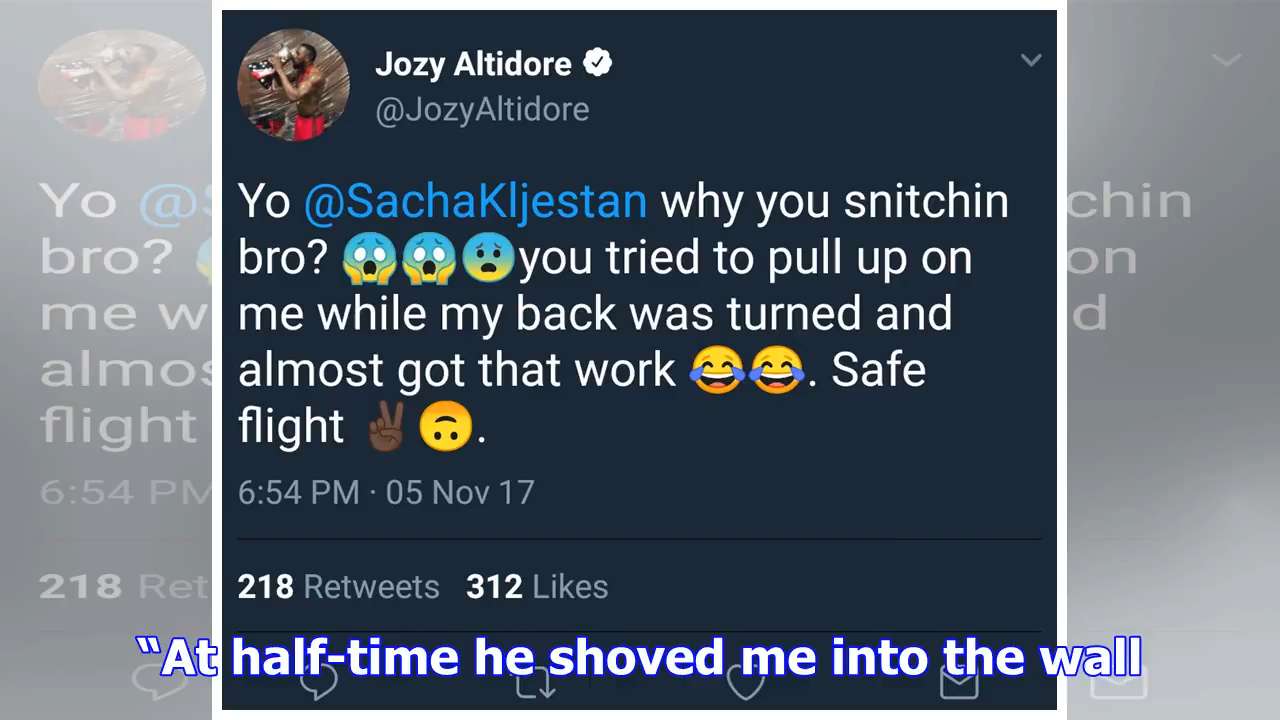 Jozy Altidore
@JozyAltidore
Yo @SachaKljestan why you snitchin
bro? 😱😱😨you tried to pull up on
me while my back was turned and
almost got that work 😂😂. Safe
flight ✌🏿🙃.
6:54 PM · 05 Nov 17
218 Retweets 312 Likes
“At half-time he shoved me into the wall